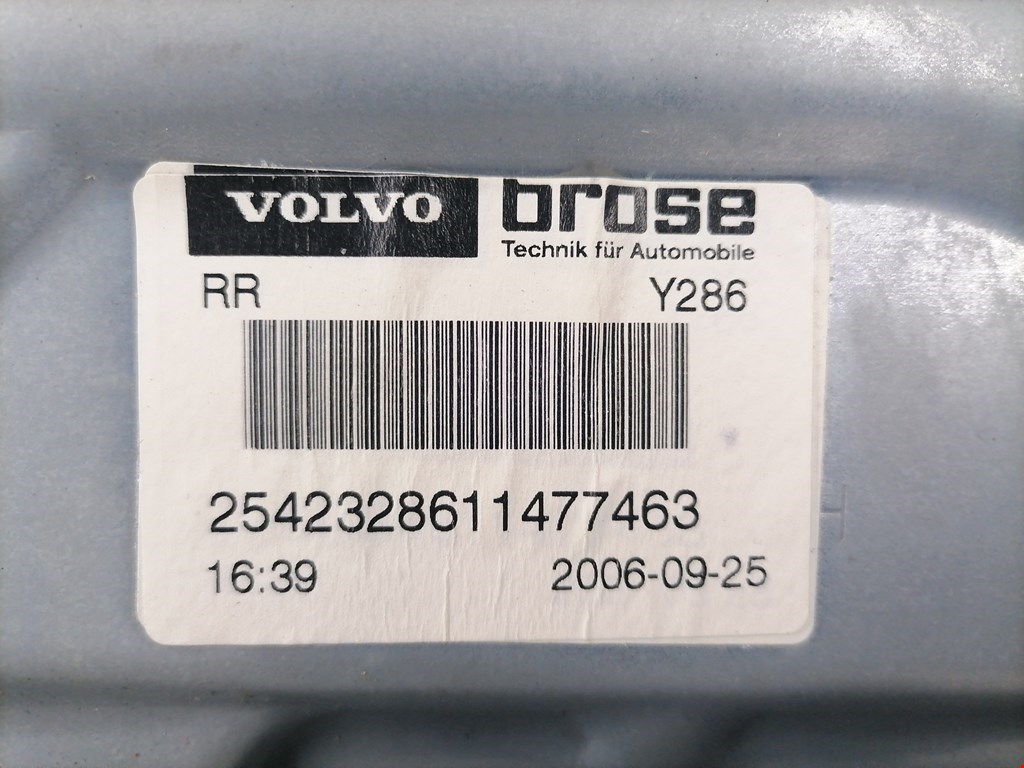 VOLVO brose
Technik für Automobile
RR Y286
2542328611477463
16:39 2006-09-25